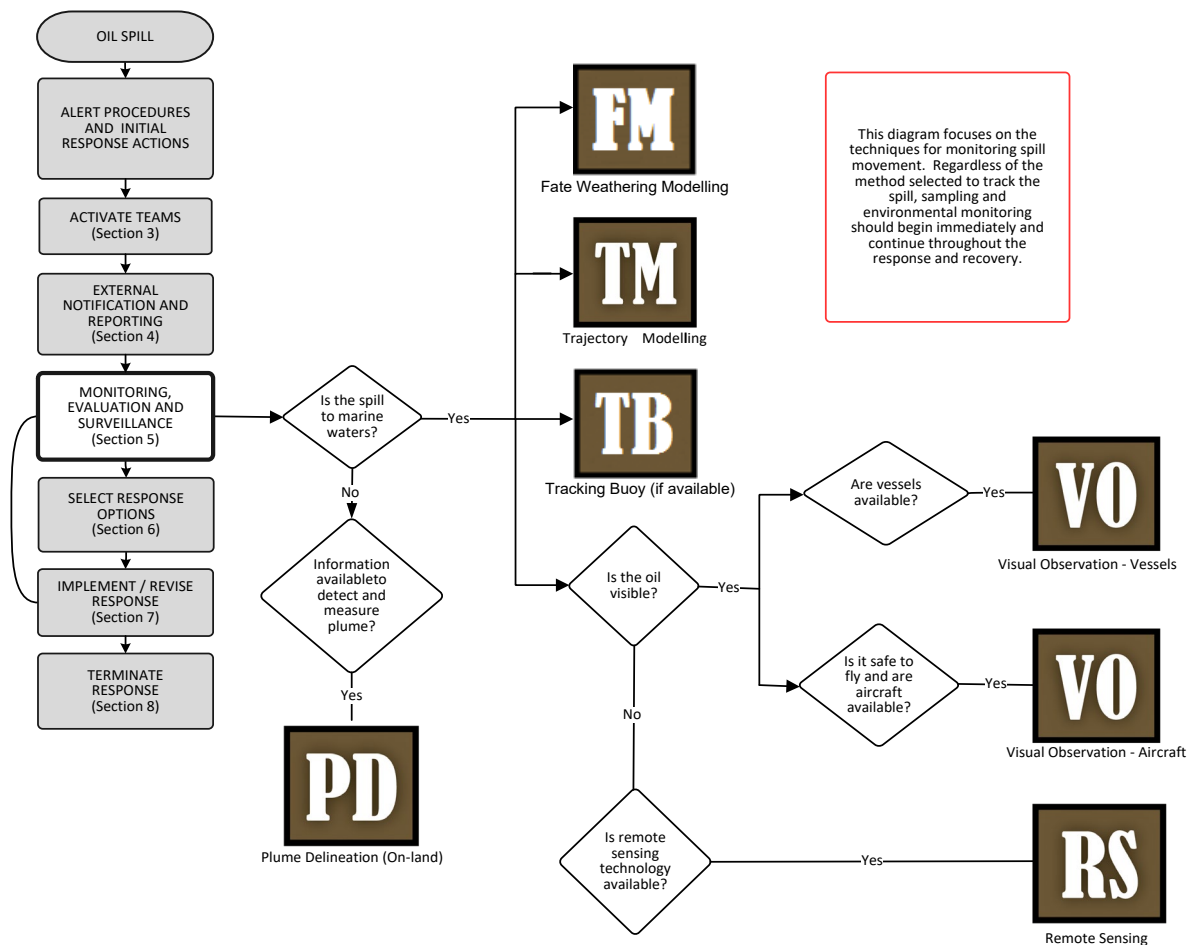 OIL SPILL
ALERT PROCEDURES
AND INITIAL
RESPONSE ACTIONS
ACTIVATE TEAMS
(Section 3)
EXTERNAL
NOTIFICATION AND
REPORTING
(Section 4)
MONITORING,
EVALUATION AND
SURVEILLANCE
(Section 5)
SELECT RESPONSE
OPTIONS
(Section 6)
IMPLEMENT / REVISE
RESPONSE
(Section 7)
TERMINATE
RESPONSE
(Section 8)
Is the spill
to marine
waters?
Yes
No
Information
availableto
detect and
measure
plume?
Yes
PD
Plume Delineation (On-land)
FM
Fate Weathering Modelling
TM
Trajectory Modelling
TB
Tracking Buoy (if available)
Is the oil
visible?
Yes
No
Are vessels
available?
Yes
VO
Visual Observation - Vessels
Is it safe to
fly and are
aircraft
available?
Yes
VO
Visual Observation - Aircraft
Is remote
sensing
technology
available?
Yes
RS
Remote Sensing
This diagram focuses on the
techniques for monitoring spill
movement. Regardless of the
method selected to track the
spill, sampling and
environmental monitoring
should begin immediately and
continue throughout the
response and recovery.